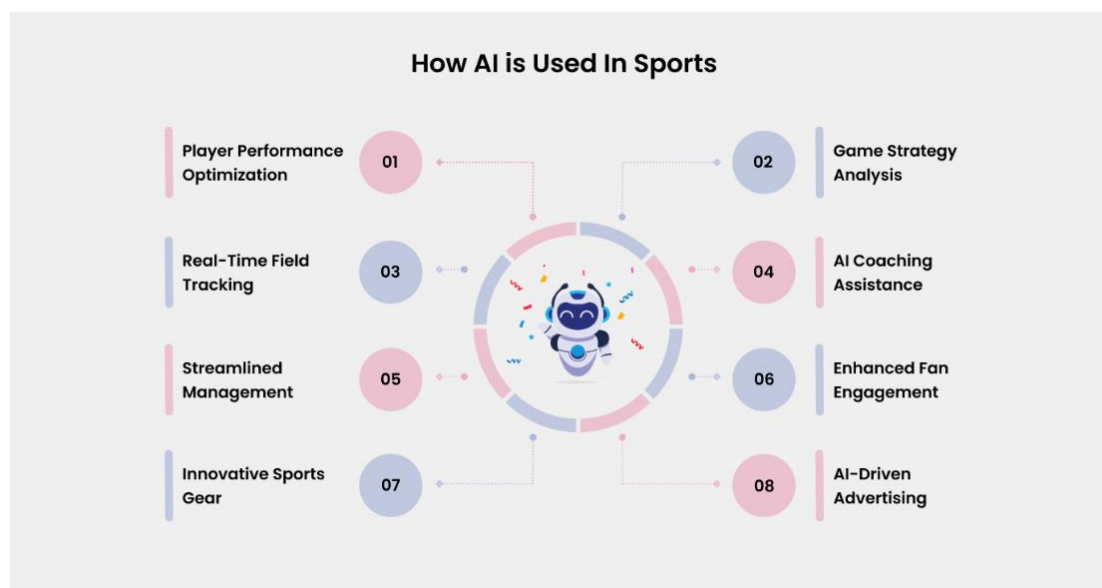 How AI is Used In Sports
Player Performance
Optimization
01
02
Game Strategy
Analysis
Real-Time Field
Tracking
03
04
AI Coaching
Assistance
Streamlined
Management
05
06
Enhanced Fan
Engagement
Innovative Sports
Gear
07
08
AI-Driven
Advertising